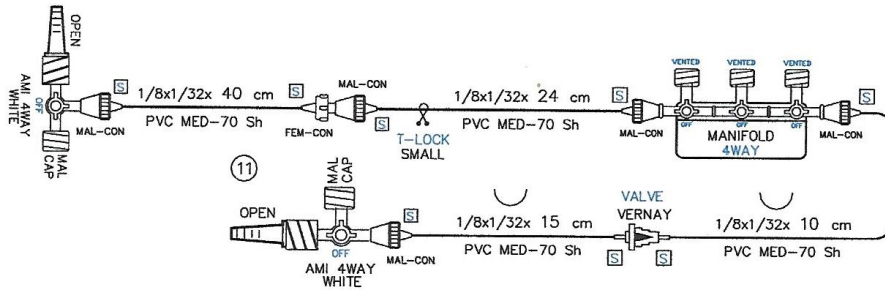 OPEN
AMI 4WAY
WHITE
OFF
MAL
CAP
MAL-CON
S
1/8x1/32x 40 cm
PVC MED-70 Sh
S
FEM-CON
MAL-CON
S
T-LOCK
SMALL
1/8x1/32x 24 cm
PVC MED-70 Sh
S
MAL-CON
VENTED
VENTED
VENTED
OFF
OFF
OFF
MANIFOLD
4WAY
S
MAL-CON
11
OPEN
MAL
CAP
OFF
AMI 4WAY
WHITE
S
MAL-CON
1/8x1/32x 15 cm
PVC MED-70 Sh
VALVE
VERNAY
S
S
1/8x1/32x 10 cm
PVC MED-70 Sh